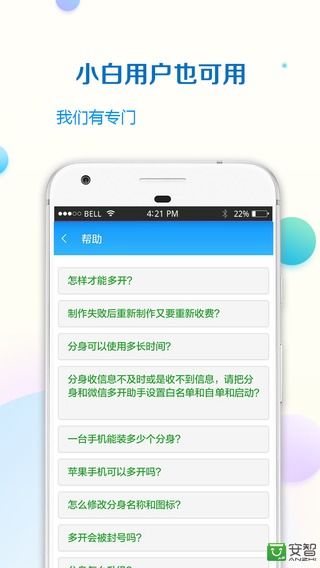 小白用户也可用
我们有专门
BELL 4:21 PM 22%
帮助
怎样才能多开?
制作失败后重新制作又要重新收费?
分身可以使用多长时间?
分身收信息不及时或是收不到信息，请把分
身和微信多开助手设置白名单和自单和启动?
一台手机能装多少个分身?
苹果手机可以多开吗?
怎么修改分身名称和图标?
多开会被封号吗?
安智
ANZHI